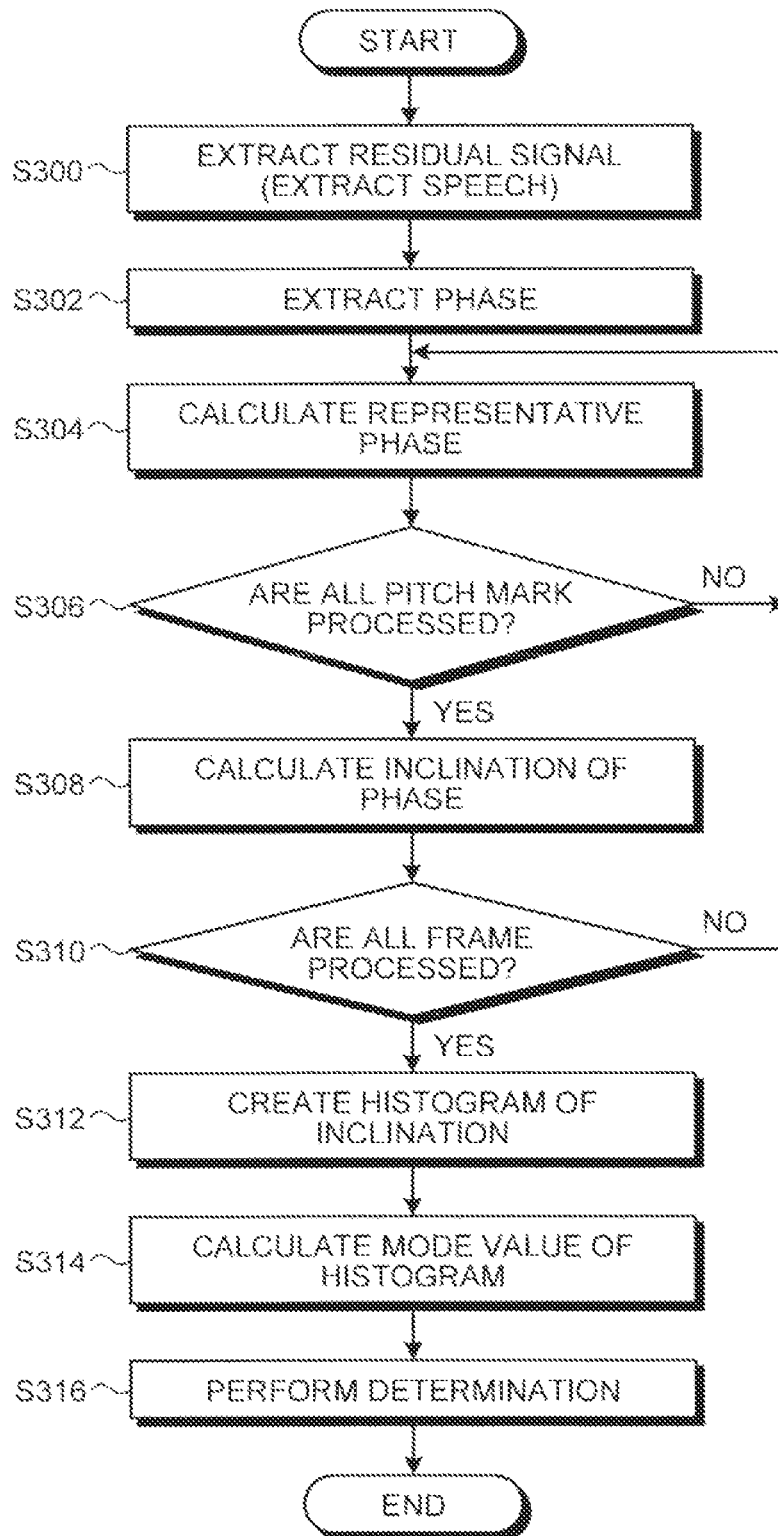 START
S300
EXTRACT RESIDUAL SIGNAL
(EXTRACT SPEECH)
S302
EXTRACT PHASE
S304
CALCULATE REPRESENTATIVE
PHASE
S306
ARE ALL PITCH MARK
PROCESSED?
NO
YES
S308
CALCULATE INCLINATION OF
PHASE
S310
ARE ALL FRAME
PROCESSED?
NO
YES
S312
CREATE HISTOGRAM OF
INCLINATION
S314
CALCULATE MODE VALUE OF
HISTOGRAM
S316
PERFORM DETERMINATION
END